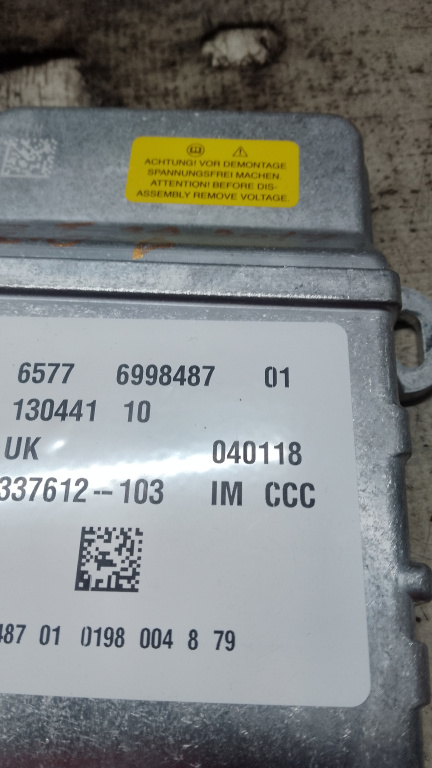 ACHTUNG! VOR DEMONTAGE
SPANNUNGSFREI MACHEN.
ATTENTION! BEFORE DIS-
ASSEMBLY REMOVE VOLTAGE.
6577 6998487 01
130441 10
UK 040118
337612-103 IM CCC
487 01 0198 004 8 79